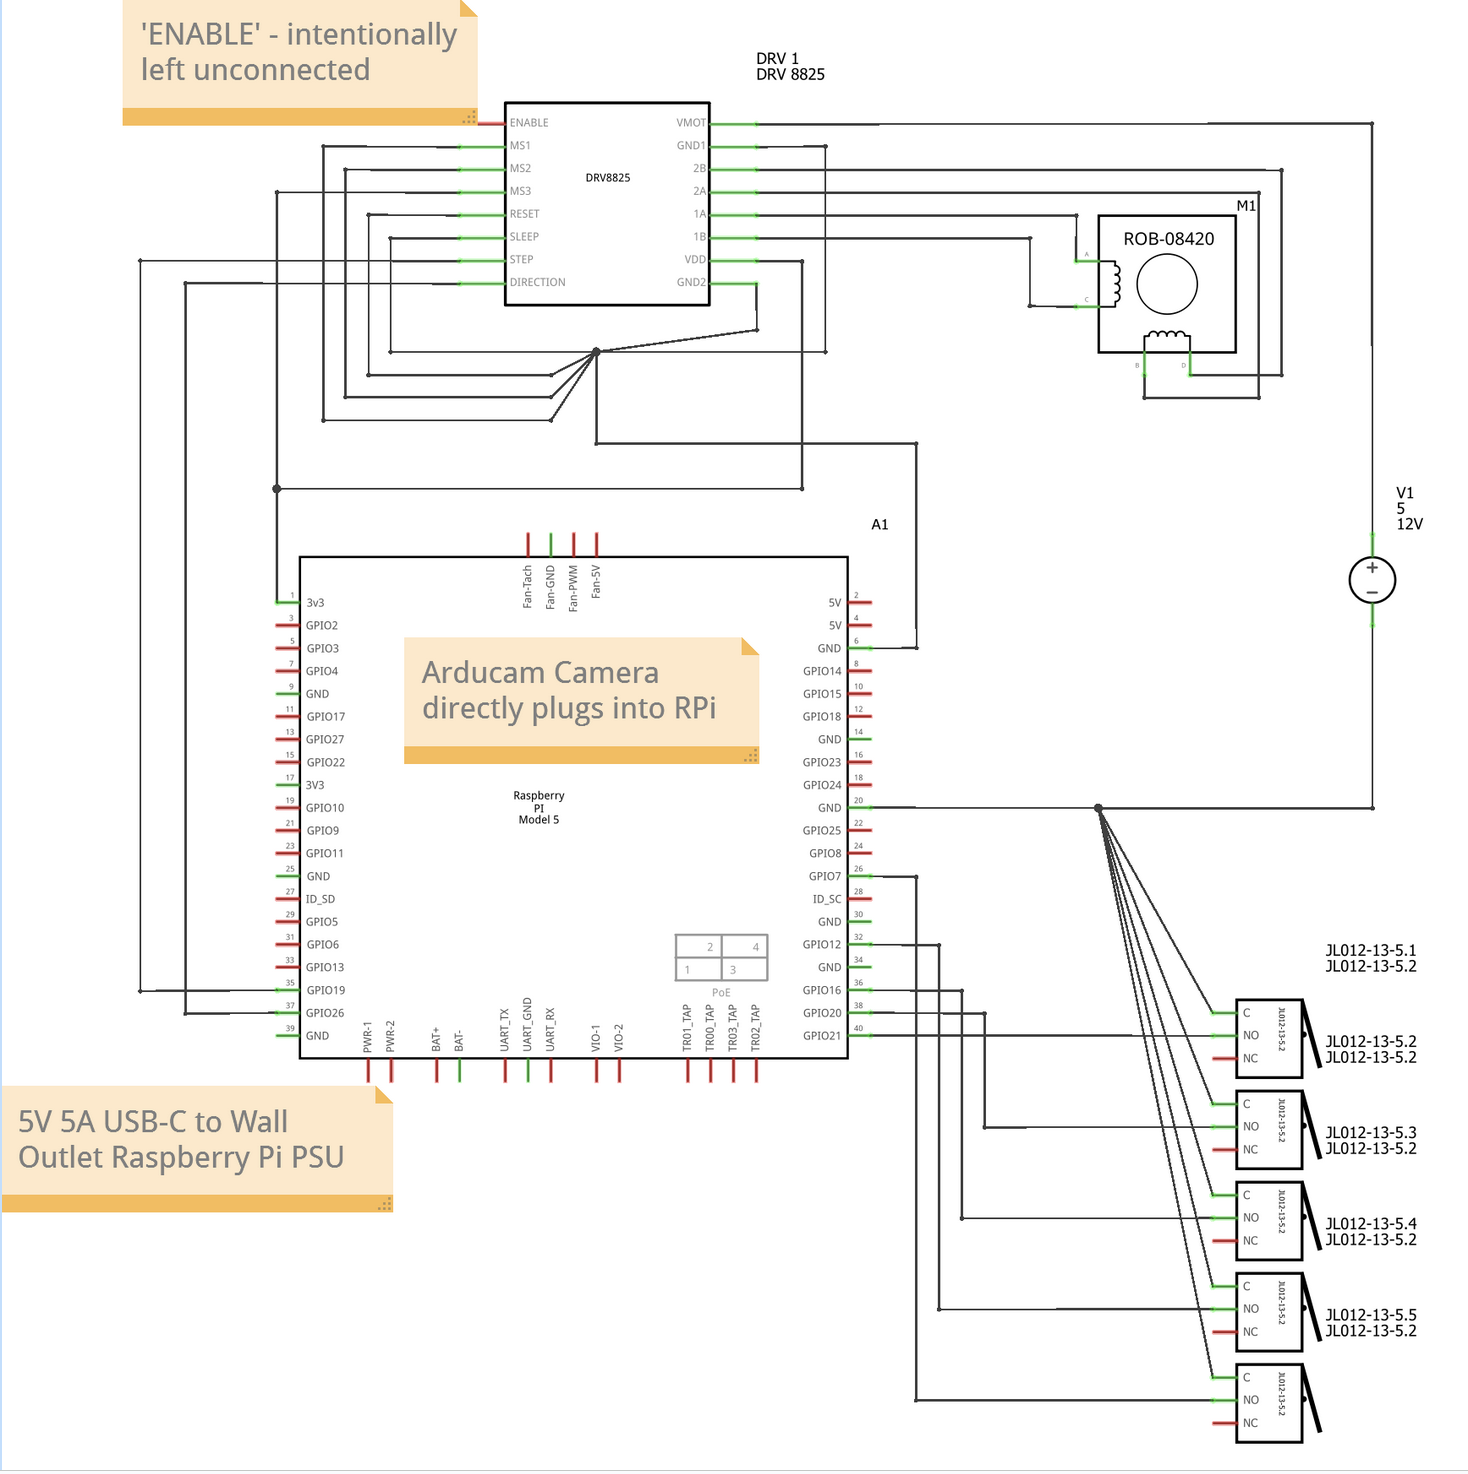 'ENABLE' - intentionally
left unconnected
DRV 1
DRV 8825
ENABLE
MS1
MS2
MS3
RESET
SLEEP
STEP
DIRECTION
DRV8825
VMOT
GND1
2B
2A
1A
1B
VDD
GND2
M1
ROB-08420
A
C
B
D
V1
5
12V
+
−
A1
Fan-Tach
Fan-GND
Fan-PWM
Fan-5V
1 3v3
3 GPIO2
5 GPIO3
7 GPIO4
9 GND
11 GPIO17
13 GPIO27
15 GPIO22
17 3V3
19 GPIO10
21 GPIO9
23 GPIO11
25 GND
27 ID_SD
29 GPIO5
31 GPIO6
33 GPIO13
35 GPIO19
37 GPIO26
39 GND
Arducam Camera
directly plugs into RPi
Raspberry
PI
Model 5
5V 2
5V 4
GND 6
GPIO14 8
GPIO15 10
GPIO18 12
GND 14
GPIO23 16
GPIO24 18
GND 20
GPIO25 22
GPIO8 24
GPIO7 26
ID_SC 28
GND 30
GPIO12 32
GND 34
GPIO16 36
GPIO20 38
GPIO21 40
2 4
1 3
PoE
PWR-1
PWR-2
BAT+
BAT-
UART_TX
UART_GND
UART_RX
VIO-1
VIO-2
TR01_TAP
TR00_TAP
TR03_TAP
TR02_TAP
5V 5A USB-C to Wall
Outlet Raspberry Pi PSU
JL012-13-5.1
JL012-13-5.2
C
NO
NC
JL012-13-5.2
JL012-13-5.2
JL012-13-5.2
C
NO
NC
JL012-13-5.2
JL012-13-5.3
JL012-13-5.2
C
NO
NC
JL012-13-5.2
JL012-13-5.4
JL012-13-5.2
C
NO
NC
JL012-13-5.2
JL012-13-5.5
JL012-13-5.2
C
NO
NC
JL012-13-5.2